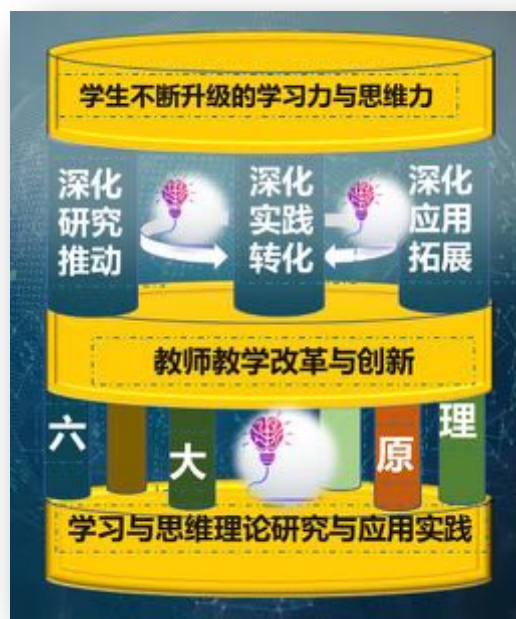 学生不断升级的学习力与思维力
深化
研究
推动
深化
实践
转化
深化
应用
拓展
教师教学改革与创新
六
大
原
理
学习与思维理论研究与应用实践